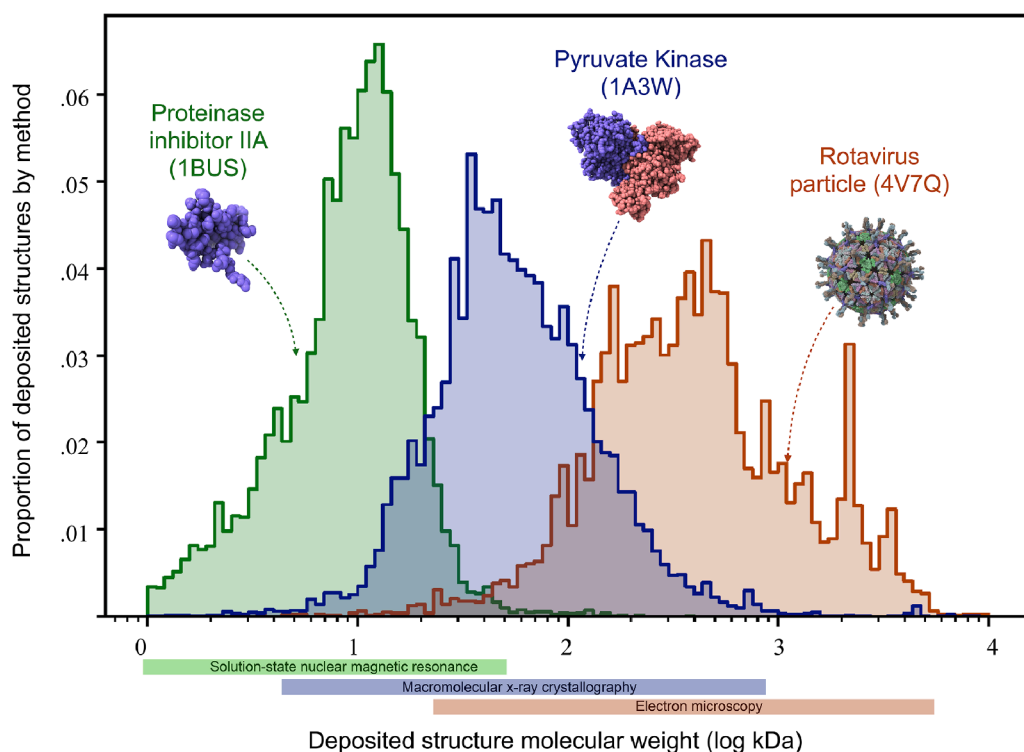 Proportion of deposited structures by method
.06
.05
.04
.03
.02
.01
Proteinase
inhibitor IIA
(1BUS)
Pyruvate Kinase
(1A3W)
Rotavirus
particle (4V7Q)
0 1 2 3 4
Solution-state nuclear magnetic resonance
Macromolecular x-ray crystallography
Electron microscopy
Deposited structure molecular weight (log kDa)